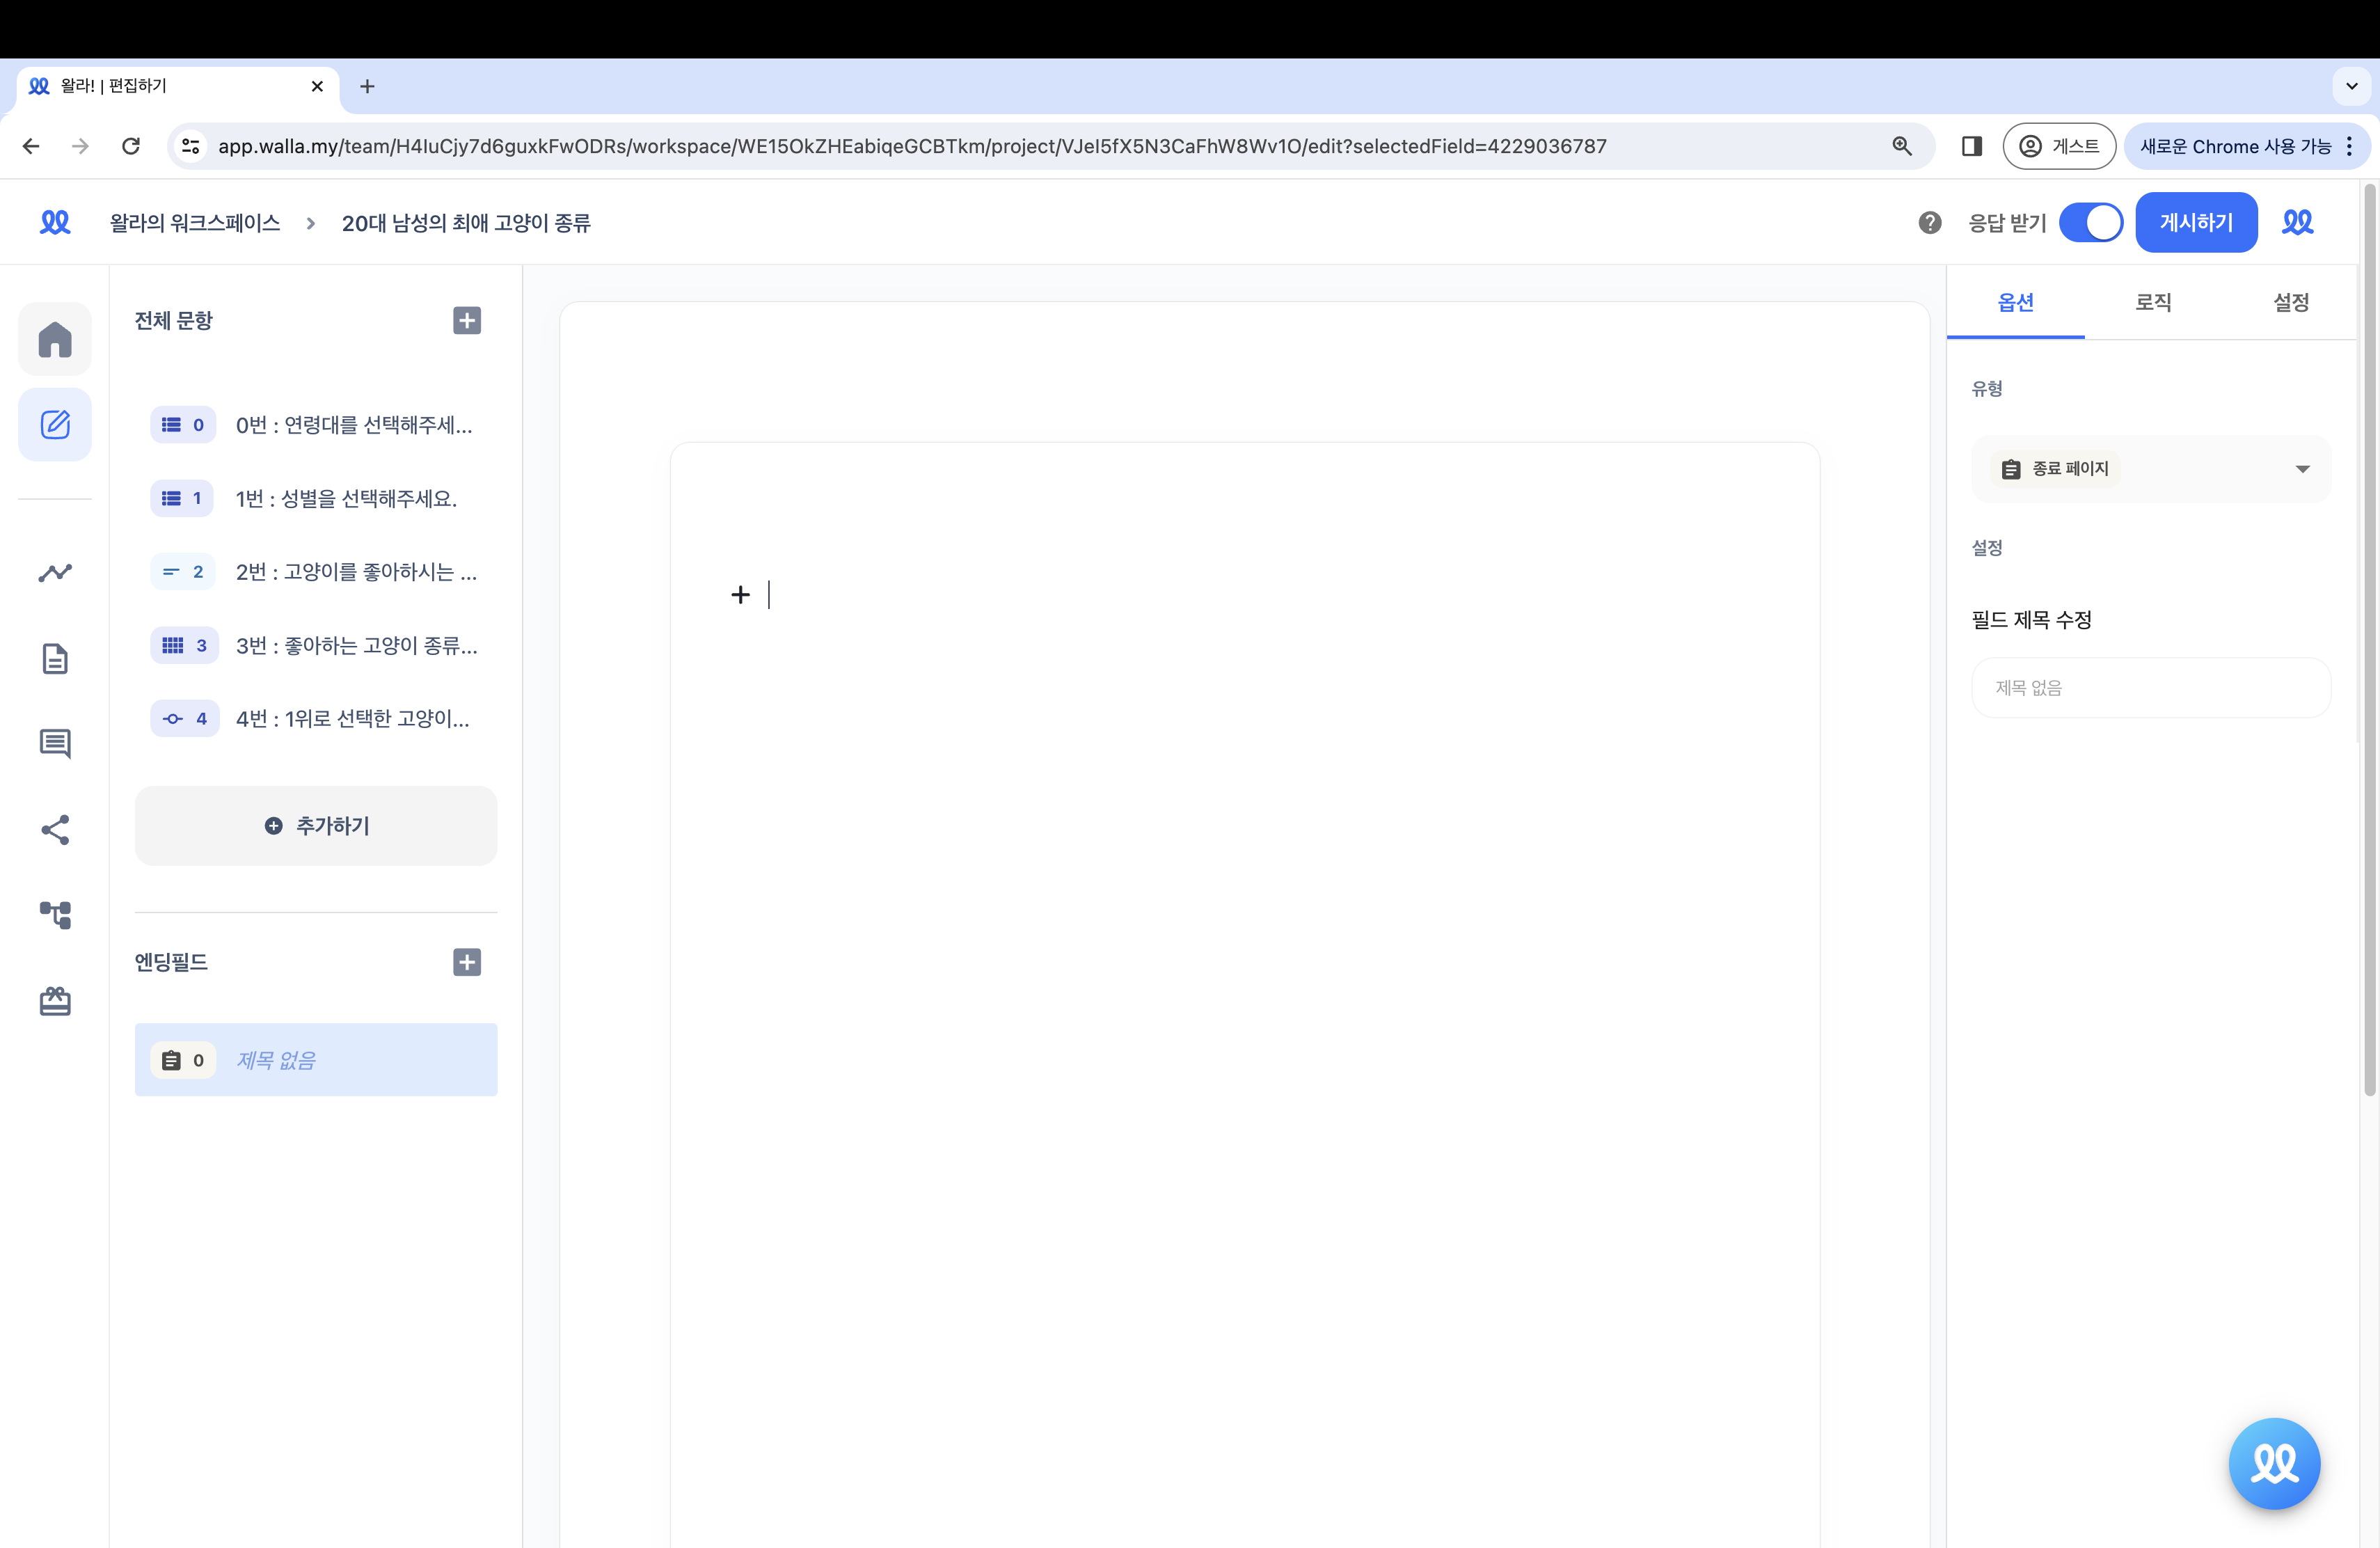 왈라! | 편집하기
app.walla.my/team/H4IuCjy7d6guxkFwODRs/workspace/WE15OkZHEabiqeGCBTkm/project/VJeI5fX5N3CaFhW8Wv1O/edit?selectedField=4229036787
게스트
새로운 Chrome 사용 가능
왈라의 워크스페이스 > 20대 남성의 최애 고양이 종류
응답 받기
게시하기
전체 문항
0 0번 : 연령대를 선택해주세...
1 1번 : 성별을 선택해주세요.
2 2번 : 고양이를 좋아하시는 ...
3 3번 : 좋아하는 고양이 종류...
4 4번 : 1위로 선택한 고양이...
추가하기
엔딩필드
0 제목 없음
옵션 로직 설정
유형
종료 페이지
설정
필드 제목 수정
제목 없음